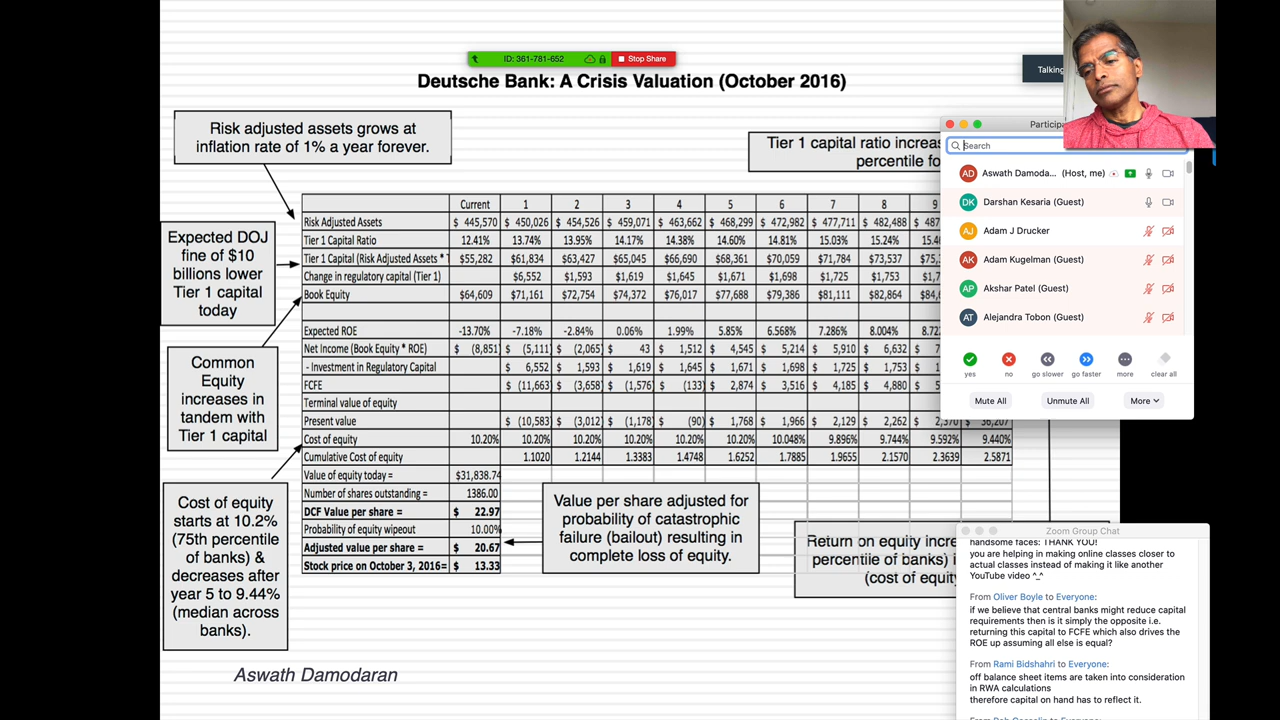 ID: 361-781-652
Stop Share
Talking
Deutsche Bank: A Crisis Valuation (October 2016)
Risk adjusted assets grows at
inflation rate of 1% a year forever.
Tier 1 capital ratio increas
percentile fo
Expected DOJ
fine of $10
billions lower
Tier 1 capital
today
Common
Equity
increases in
tandem with
Tier 1 capital
Cost of equity
starts at 10.2%
(75th percentile
of banks) &
decreases after
year 5 to 9.44%
(median across
banks).
Current 1 2 3 4 5 6 7 8 9
Risk Adjusted Assets $ 445,570 $ 450,026 $ 454,526 $ 459,071 $ 463,662 $ 468,299 $ 472,982 $ 477,711 $ 482,488 $ 487
Tier 1 Capital Ratio 12.41% 13.74% 13.95% 14.17% 14.38% 14.60% 14.81% 15.03% 15.24% 15.4
Tier 1 Capital (Risk Adjusted Assets * T $55,282 $ 61,834 $ 63,427 $ 65,045 $ 66,690 $ 68,361 $ 70,059 $ 71,784 $ 73,537 $ 75,
Change in regulatory capital (Tier 1) $ 6,552 $ 1,593 $ 1,619 $ 1,645 $ 1,671 $ 1,698 $ 1,725 $ 1,753 $ 1,7
Book Equity $64,609 $ 71,161 $ 72,754 $ 74,372 $ 76,017 $ 77,688 $ 79,386 $ 81,111 $ 82,864 $ 84,
Expected ROE -13.70% -7.18% -2.84% 0.06% 1.99% 5.85% 6.568% 7.286% 8.004% 8.72
Net Income (Book Equity * ROE) $ (8,851) $ (5,111) $ (2,065) $ 43 $ 1,512 $ 4,545 $ 5,214 $ 5,910 $ 6,632 $ 7
- Investment in Regulatory Capital $ 6,552 $ 1,593 $ 1,619 $ 1,645 $ 1,671 $ 1,698 $ 1,725 $ 1,753 $ 1
FCFE $ (11,663) $ (3,658) $ (1,576) $ (133) $ 2,874 $ 3,516 $ 4,185 $ 4,880 $ 5
Terminal value of equity
Present value $ (10,583) $ (3,012) $ (1,178) $ (90) $ 1,768 $ 1,966 $ 2,129 $ 2,262 $ 2,370 $ 36,207
Cost of equity 10.20% 10.20% 10.20% 10.20% 10.20% 10.20% 10.048% 9.896% 9.744% 9.592% 9.440%
Cumulative Cost of equity 1.1020 1.2144 1.3383 1.4748 1.6252 1.7885 1.9655 2.1570 2.3639 2.5871
Value of equity today = $31,838.74
Number of shares outstanding = 1386.00
DCF Value per share = $ 22.97
Probability of equity wipeout 10.00%
Adjusted value per share = $ 20.67
Stock price on October 3, 2016= $ 13.33
Value per share adjusted for
probability of catastrophic
failure (bailout) resulting in
complete loss of equity.
Return on equity incre
percentile of banks) i
(cost of equity
Aswath Damodaran
Participa
Search
AD Aswath Damoda... (Host, me)
DK Darshan Kesaria (Guest)
AJ Adam J Drucker
AK Adam Kugelman (Guest)
AP Akshar Patel (Guest)
AT Alejandra Tobon (Guest)
yes no go slower go faster more clear all
Mute All Unmute All More
Zoom Group Chat
handsome faces: THANK YOU!
you are helping in making online classes closer to
actual classes instead of making it like another
YouTube video ^_^
From Oliver Boyle to Everyone:
if we believe that central banks might reduce capital
requirements then is it simply the opposite i.e.
returning this capital to FCFE which also drives the
ROE up assuming all else is equal?
From Rami Bidshahri to Everyone:
off balance sheet items are taken into consideration
in RWA calculations
therefore capital on hand has to reflect it.